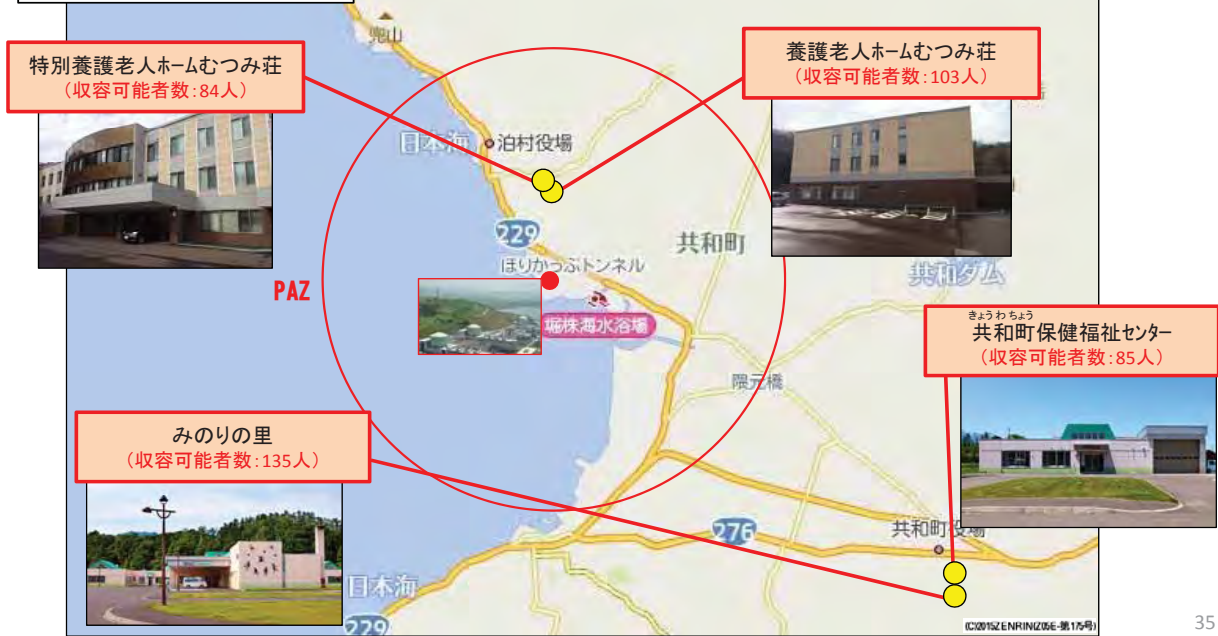 兜山
特別養護老人ホームむつみ荘
(収容可能者数:84人)
養護老人ホームむつみ荘
(収容可能者数:103人)
日本海
泊村役場
229
ほりかっぷトンネル
共和町
共和ダム
PAZ
堀株海水浴場
きょうわちょう
共和町保健福祉センター
(収容可能者数:85人)
隈元橋
みのりの里
(収容可能者数:135人)
276
共和町役場
日本海
229
(C)2015ZENRIN(Z05E-第175号)
35